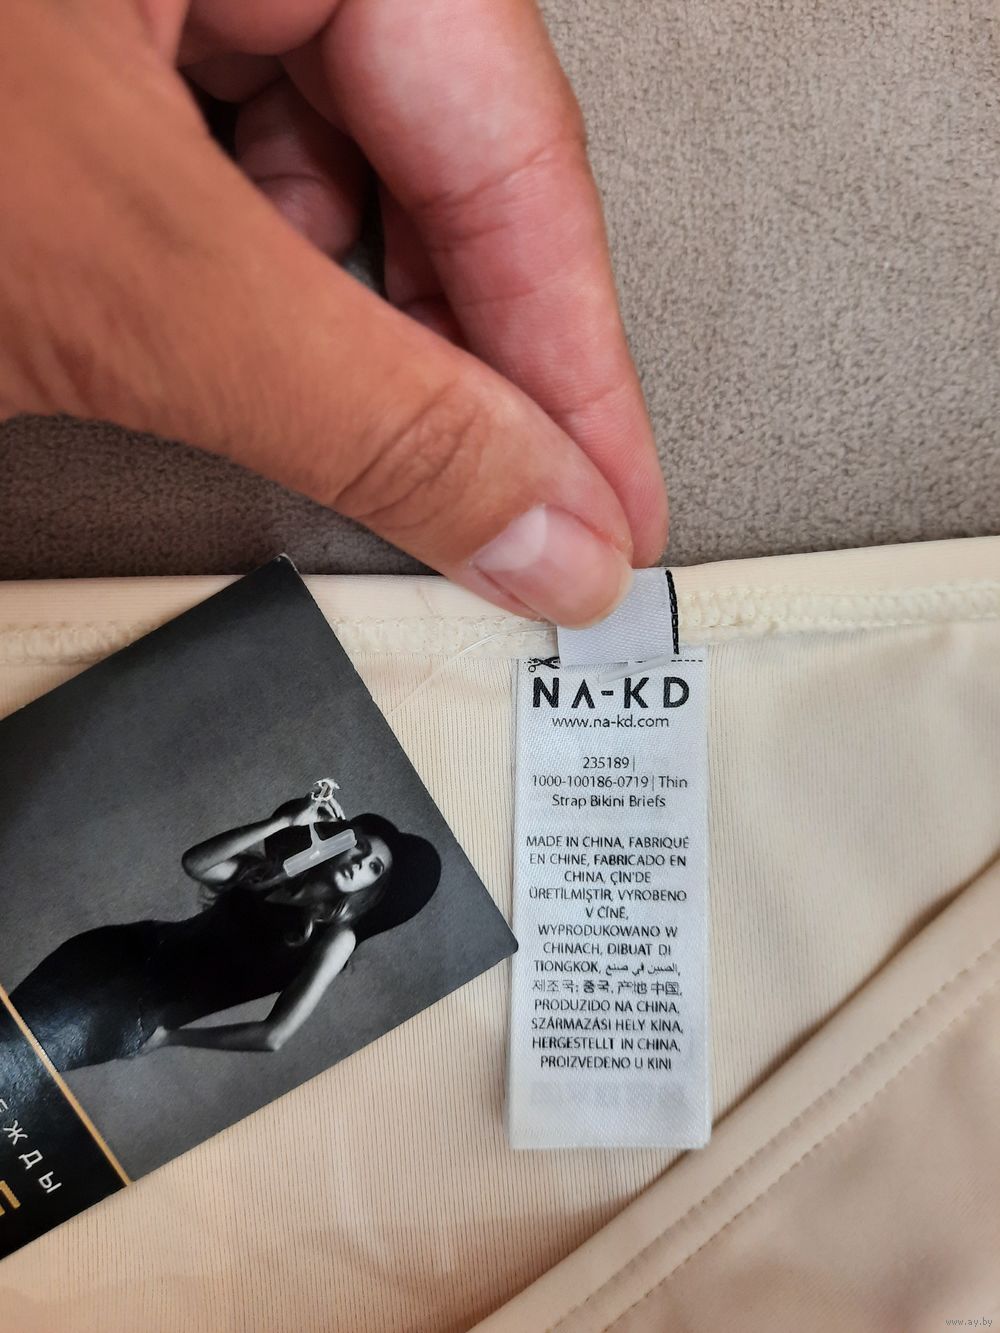 NA-KD
www.na-kd.com
235189 |
1000-100186-0719 | Thin
Strap Bikini Briefs
MADE IN CHINA, FABRIQUÉ
EN CHINE, FABRICADO EN
CHINA, ÇİN'DE
ÜRETİLMİŞTİR, VYROBENO
V ČÍNĚ,
WYPRODUKOWANO W
CHINACH, DIBUAT DI
TIONGKOK, الصين في صنع,
제조국: 중국, 产地 中国,
PRODUZIDO NA CHINA,
SZÁRMAZÁSI HELY KÍNA,
HERGESTELLT IN CHINA,
PROIZVEDENO U KINI
www.ay.by